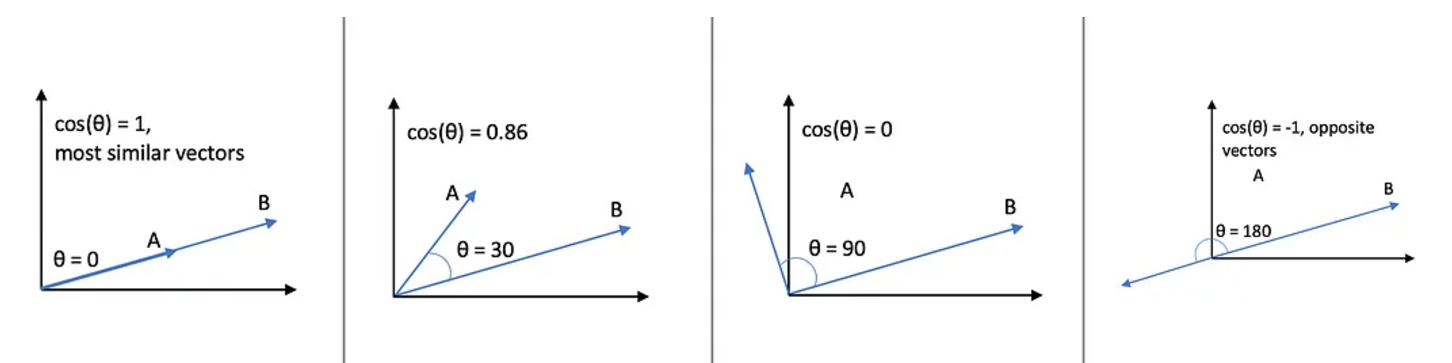 cos(θ) = 1,
most similar vectors
B
A
θ = 0
cos(θ) = 0.86
A
B
θ = 30
cos(θ) = 0
A
B
θ = 90
cos(θ) = -1, opposite
vectors
A
B
θ = 180